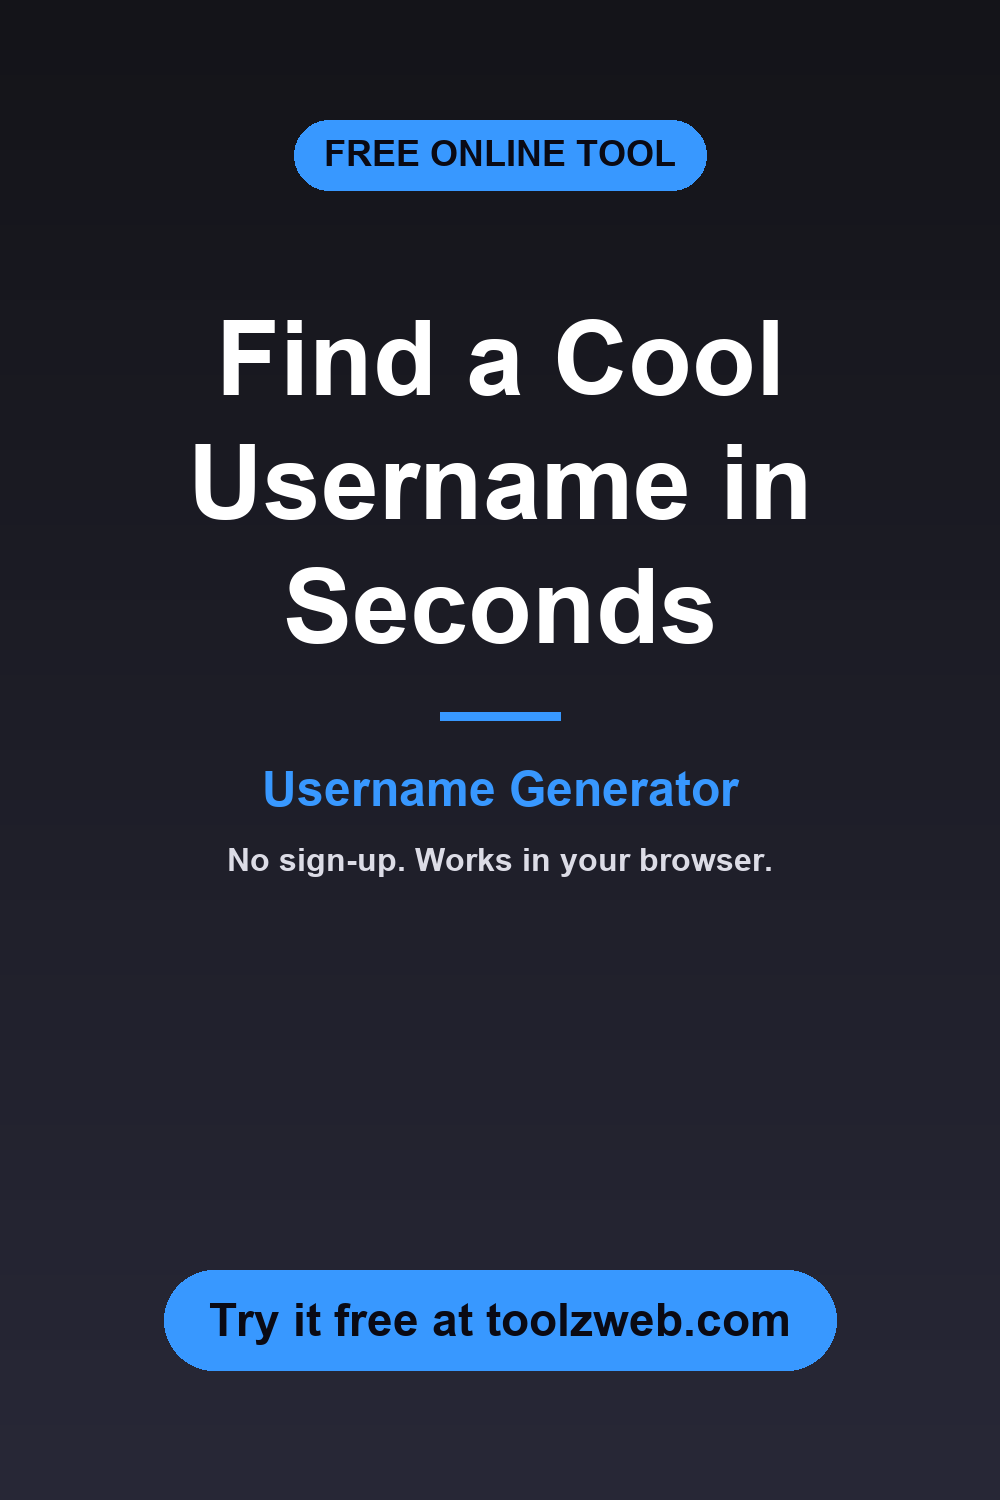 FREE ONLINE TOOL
Find a Cool
Username in
Seconds
Username Generator
No sign-up. Works in your browser.
Try it free at toolzweb.com